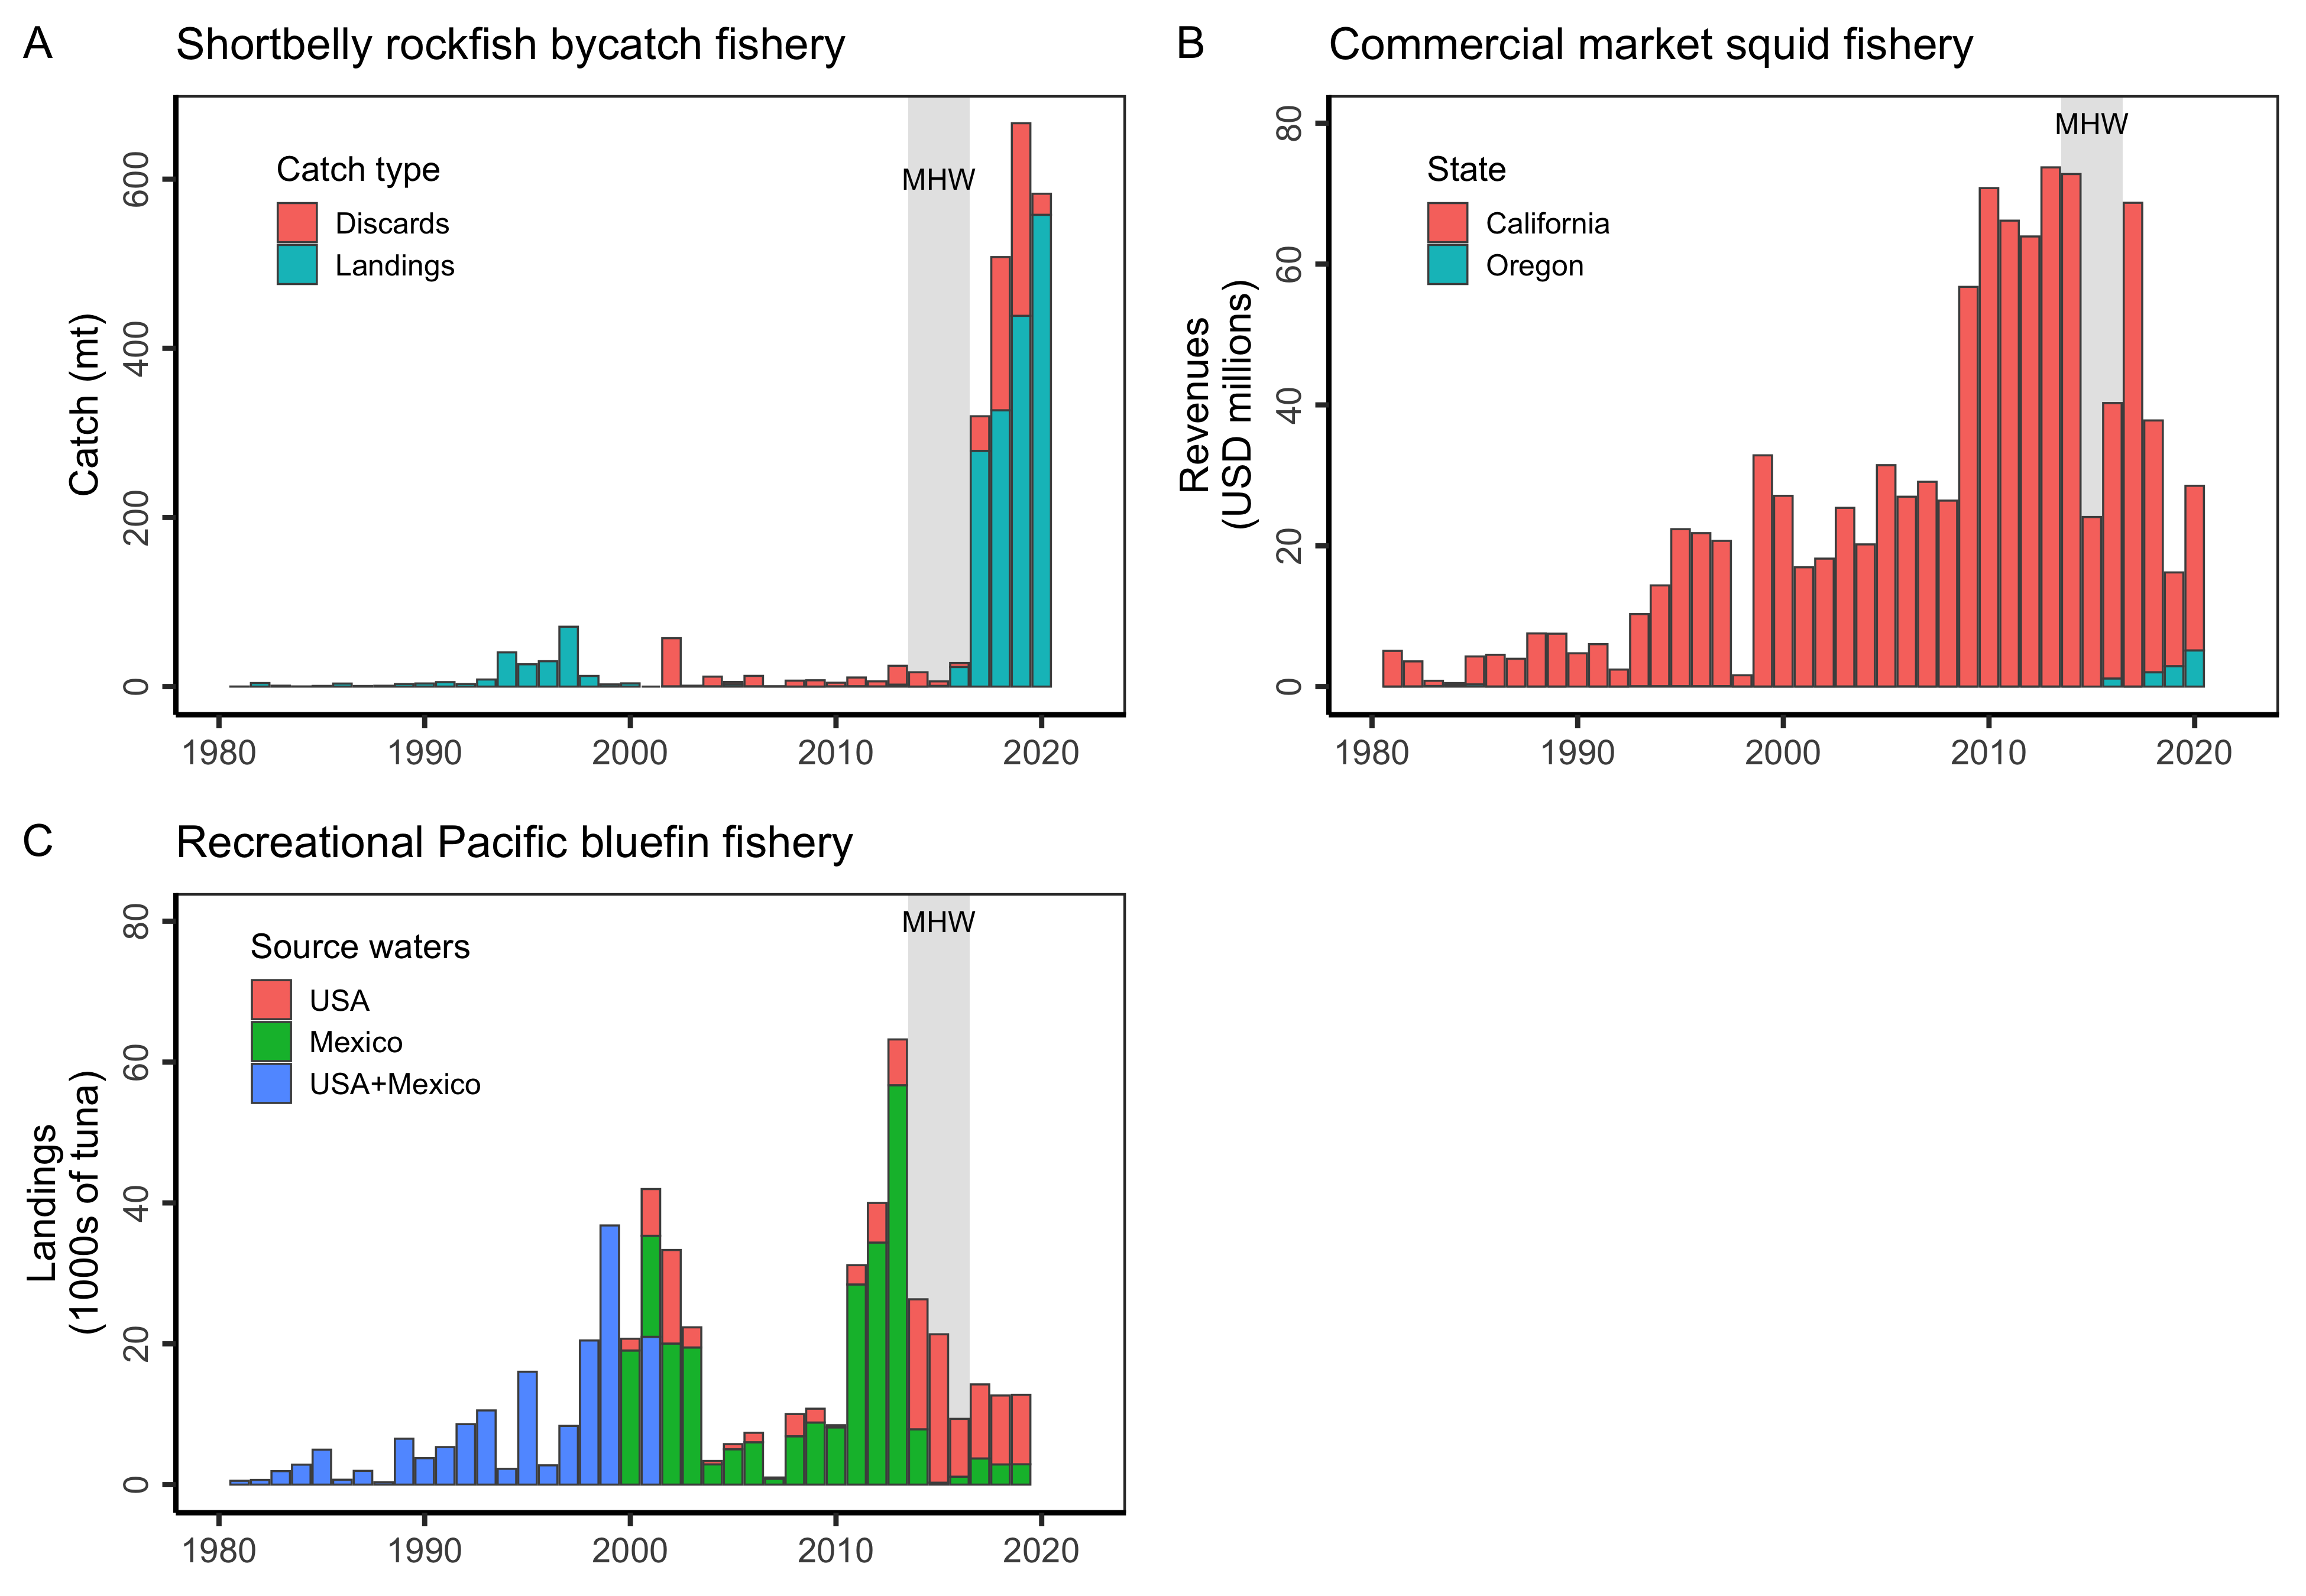 A
Shortbelly rockfish bycatch fishery
Catch (mt)
600
400
200
0
MHW
Catch type
Discards
Landings
1980
1990
2000
2010
2020
B
Commercial market squid fishery
Revenues
(USD millions)
80
60
40
20
0
MHW
State
California
Oregon
1980
1990
2000
2010
2020
C
Recreational Pacific bluefin fishery
Landings
(1000s of tuna)
80
60
40
20
0
MHW
Source waters
USA
Mexico
USA+Mexico
1980
1990
2000
2010
2020